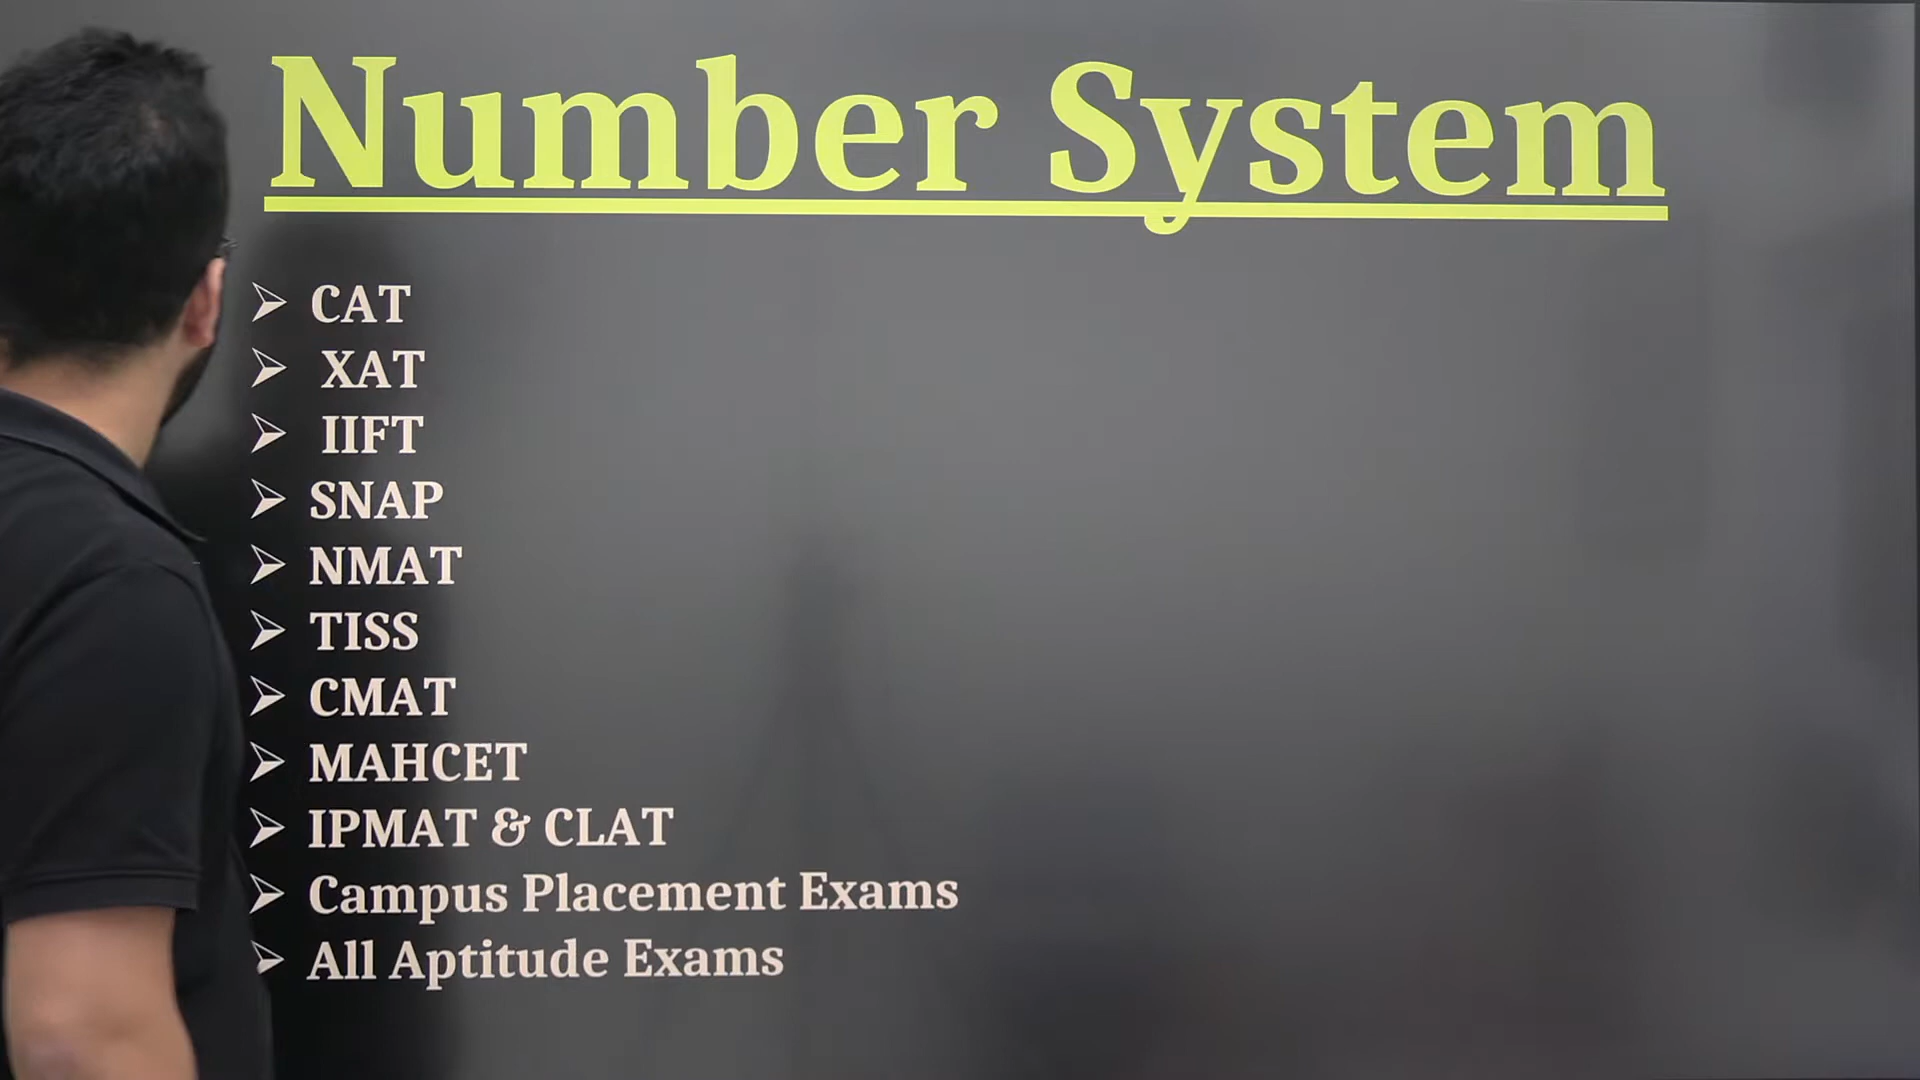 Number System
CAT
XAT
IIFT
SNAP
NMAT
TISS
CMAT
MAHCET
IPMAT & CLAT
Campus Placement Exams
All Aptitude Exams